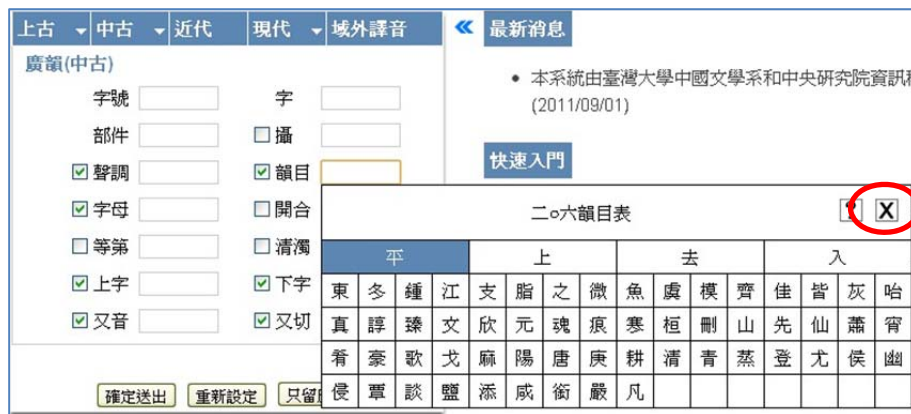 上古 中古 近代 現代 域外譯音
廣韻(中古)
字號 字
部件 攝
聲調 韻目
字母 開合
等第 清濁
上字 下字
又音 又切
確定送出 重新設定
最新消息
本系統由臺灣大學中國文學系和中央研究院資訊
(2011/09/01)
快速入門
二○六韻目表 ? X
平 上 去 入
東 冬 鍾 江 支 脂 之 微 魚 虞 模 齊 佳 皆 灰 咍
真 諄 臻 文 欣 元 魂 痕 寒 桓 刪 山 先 仙 蕭 宵
肴 豪 歌 戈 麻 陽 唐 庚 耕 清 青 蒸 登 尤 侯 幽
侵 覃 談 鹽 添 咸 銜 嚴 凡